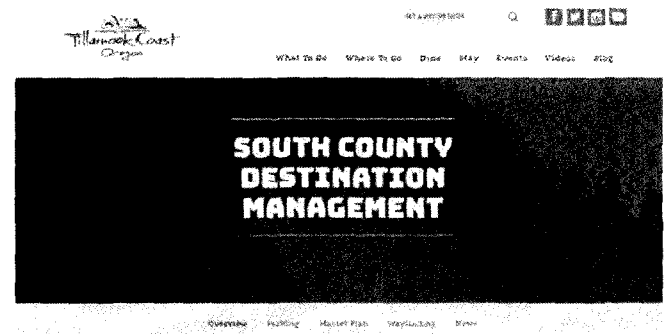 Tillamook Coast
Oregon
What To Do Where To Go Dine Stay Events Videos Blog
SOUTH COUNTY
DESTINATION
MANAGEMENT
Overview Parking Master Plan Wayfinding News